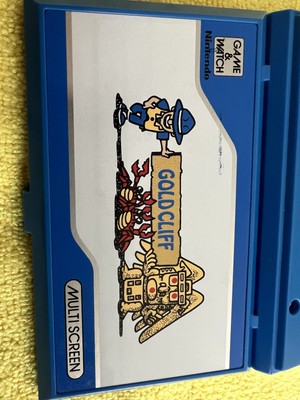 GAME
& WATCH
Nintendo
GOLD CLIFF
MULTI SCREEN